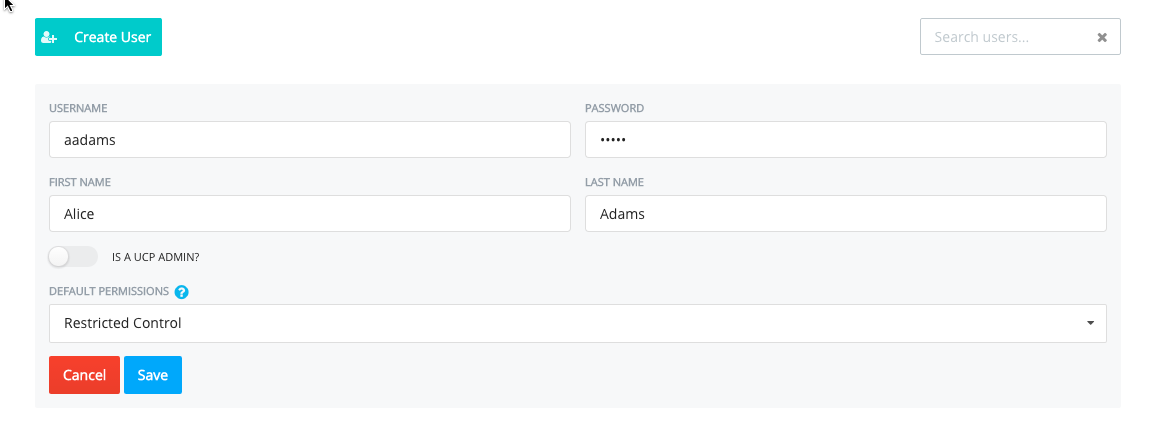 Create User
Search users...
USERNAME PASSWORD
aadams •••••
FIRST NAME LAST NAME
Alice Adams
IS A UCP ADMIN?
DEFAULT PERMISSIONS ?
Restricted Control
Cancel Save